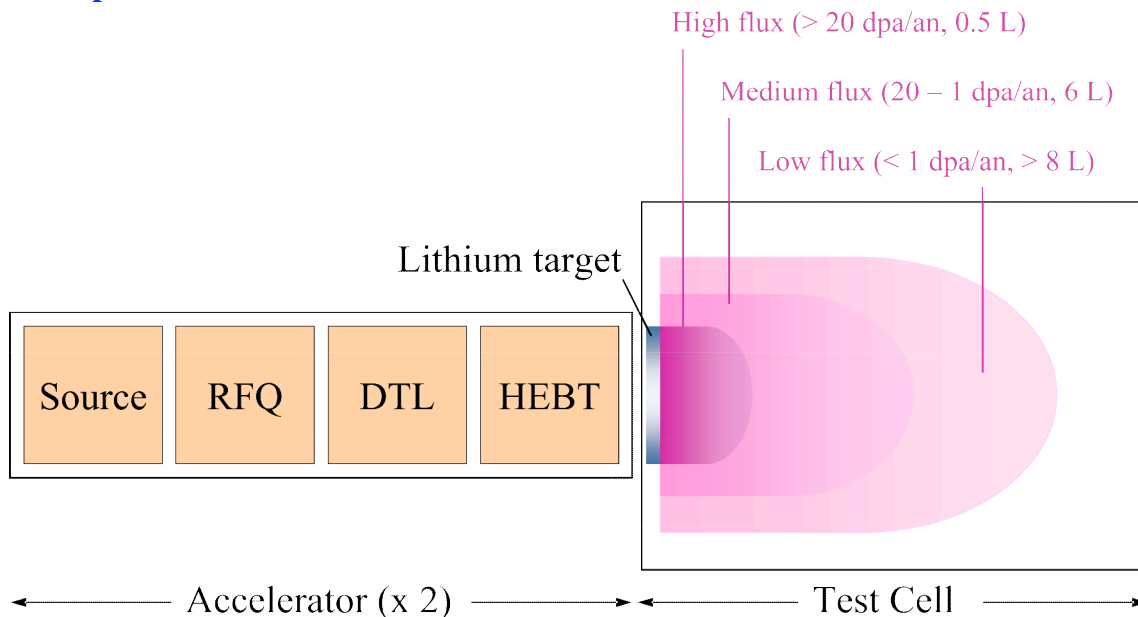 High flux (> 20 dpa/an, 0.5 L)
Medium flux (20 – 1 dpa/an, 6 L)
Low flux (< 1 dpa/an, > 8 L)
Lithium target
Source
RFQ
DTL
HEBT
Accelerator (x 2)
Test Cell